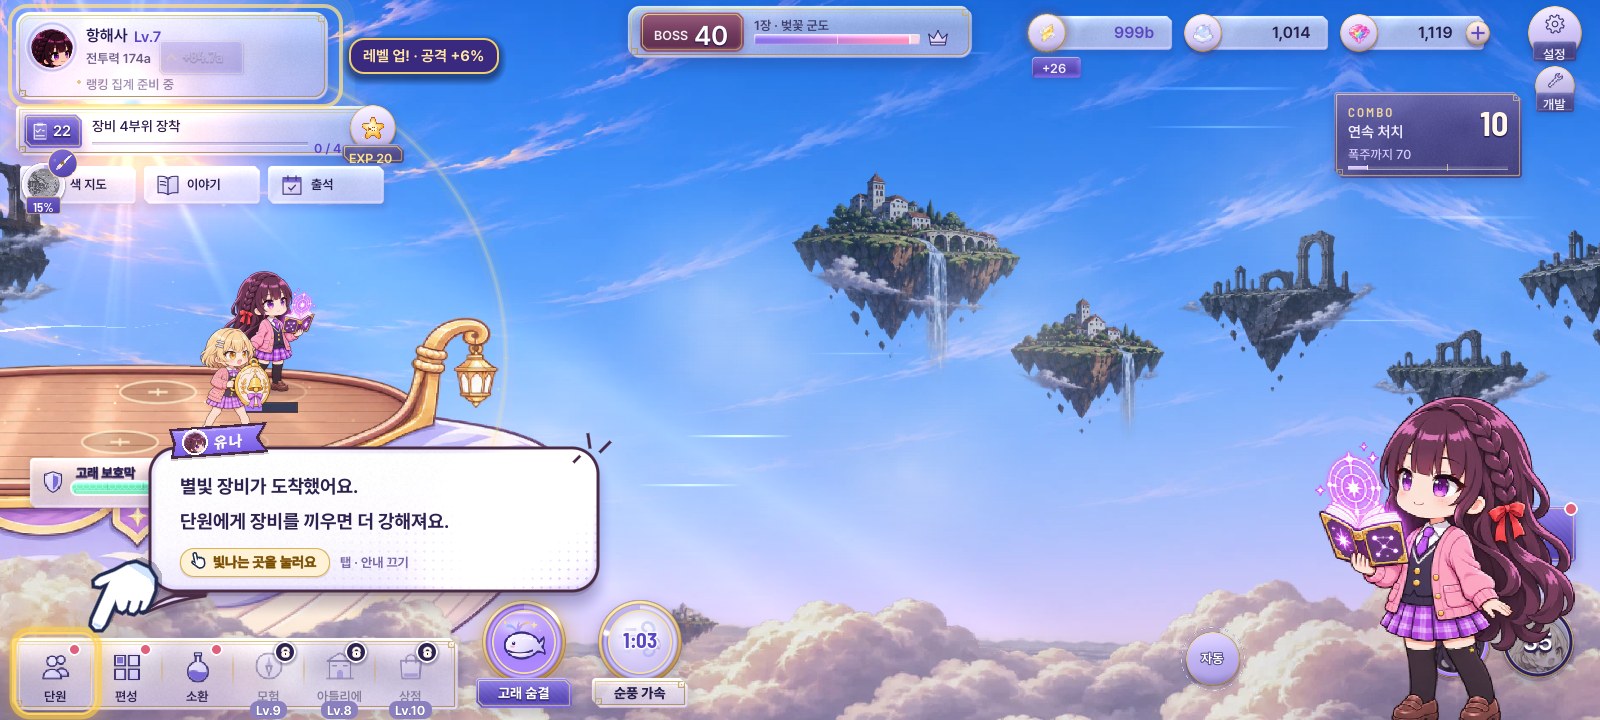 항해사 Lv.7
전투력 174a
랭킹 집계 준비 중
레벨 업! · 공격 +6%
BOSS 40
1장 · 벚꽃 군도
999b
+26
1,014
1,119
설정
개발
22
장비 4부위 장착
0 / 4
EXP 20
COMBO
연속 처치
10
폭주까지 70
색 지도
15%
이야기
출석
고래 보호막
유나
별빛 장비가 도착했어요.
단원에게 장비를 끼우면 더 강해져요.
빛나는 곳을 눌러요
탭 · 안내 끄기
단원
편성
소환
모험
Lv.9
아틀리에
Lv.8
상점
Lv.10
고래 숨결
1:03
순풍 가속
자동